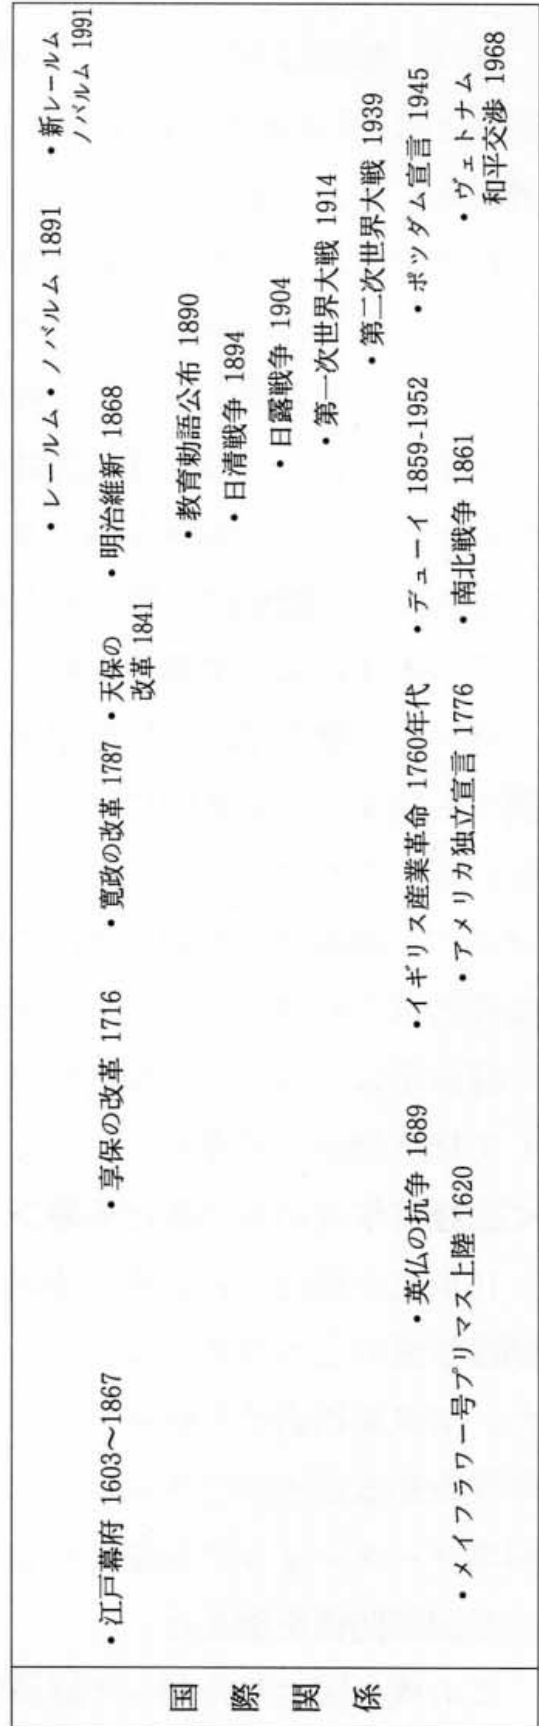 国際関係
・レールム・ノバルム 1891
・新レールム
ノバルム 1991
・江戸幕府 1603～1867
・享保の改革 1716
・寛政の改革 1787
・天保の
改革 1841
・明治維新 1868
・教育勅語公布 1890
・日清戦争 1894
・日露戦争 1904
・第一次世界大戦 1914
・第二次世界大戦 1939
・英仏の抗争 1689
・イギリス産業革命 1760年代
・デューイ 1859-1952
・ポツダム宣言 1945
・メイフラワー号プリマス上陸 1620
・アメリカ独立宣言 1776
・南北戦争 1861
・ヴェトナム
和平交渉 1968